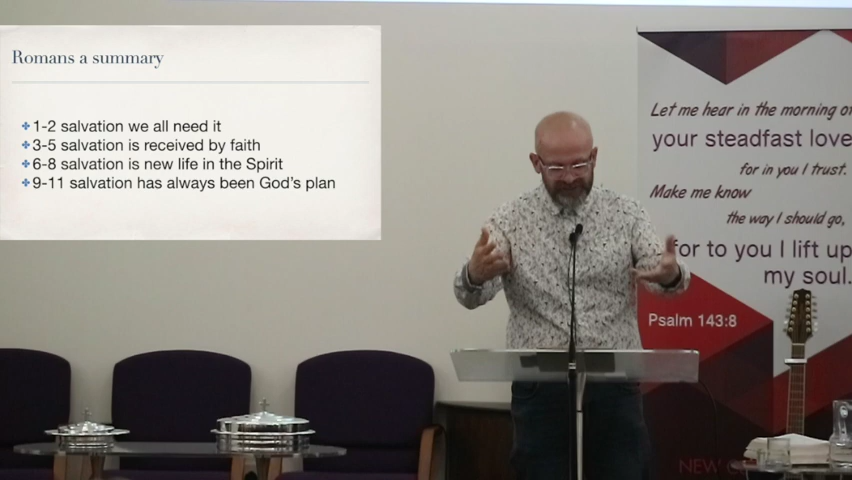 Romans a summary
1-2 salvation we all need it
3-5 salvation is received by faith
6-8 salvation is new life in the Spirit
9-11 salvation has always been God's plan
Let me hear in the morning of
your steadfast love
for in you I trust.
Make me know
the way I should go,
for to you I lift up
my soul.
Psalm 143:8
NEW